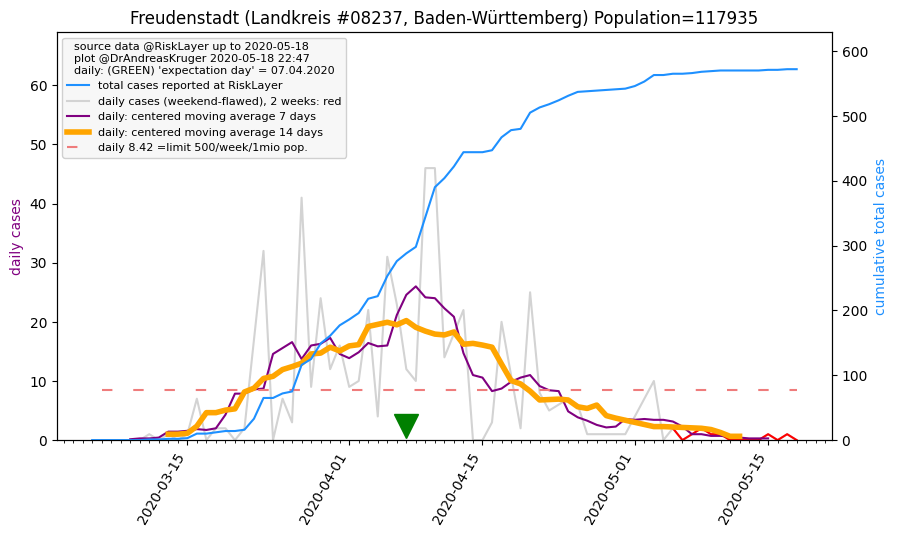 Freudenstadt (Landkreis #08237, Baden-Württemberg) Population=117935
source data @RiskLayer up to 2020-05-18
plot @DrAndreasKruger 2020-05-18 22:47
daily: (GREEN) 'expectation day' = 07.04.2020
total cases reported at RiskLayer
daily cases (weekend-flawed), 2 weeks: red
daily: centered moving average 7 days
daily: centered moving average 14 days
daily 8.42 =limit 500/week/1mio pop.
daily cases
60
50
40
30
20
10
0
cumulative total cases
600
500
400
300
200
100
0
2020-03-15
2020-04-01
2020-04-15
2020-05-01
2020-05-15